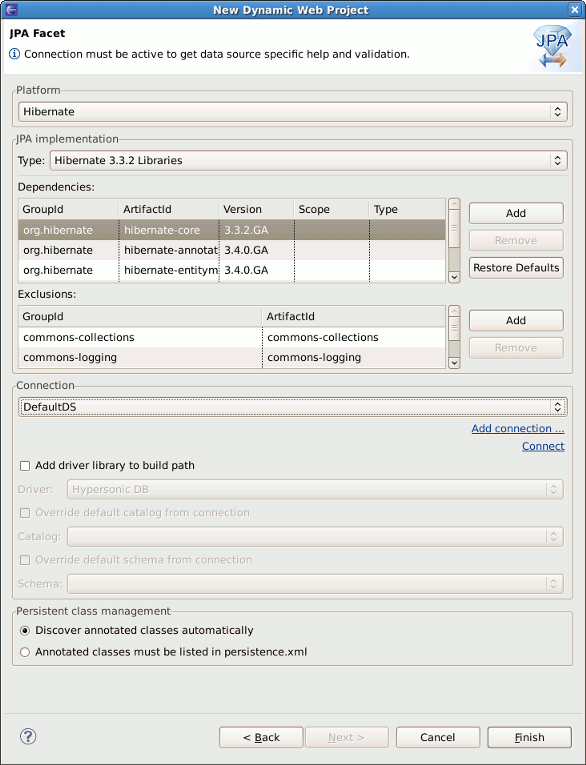 New Dynamic Web Project
JPA Facet
Connection must be active to get data source specific help and validation.
JPA
Platform
Hibernate
JPA implementation
Type: Hibernate 3.3.2 Libraries
Dependencies:
GroupId ArtifactId Version Scope Type
org.hibernate hibernate-core 3.3.2.GA
org.hibernate hibernate-annotat 3.4.0.GA
org.hibernate hibernate-entitym 3.4.0.GA
Add
Remove
Restore Defaults
Exclusions:
GroupId ArtifactId
commons-collections commons-collections
commons-logging commons-logging
Add
Remove
Connection
DefaultDS
Add connection ...
Connect
Add driver library to build path
Driver: Hypersonic DB
Override default catalog from connection
Catalog:
Override default schema from connection
Schema:
Persistent class management
Discover annotated classes automatically
Annotated classes must be listed in persistence.xml
? < Back Next > Cancel Finish